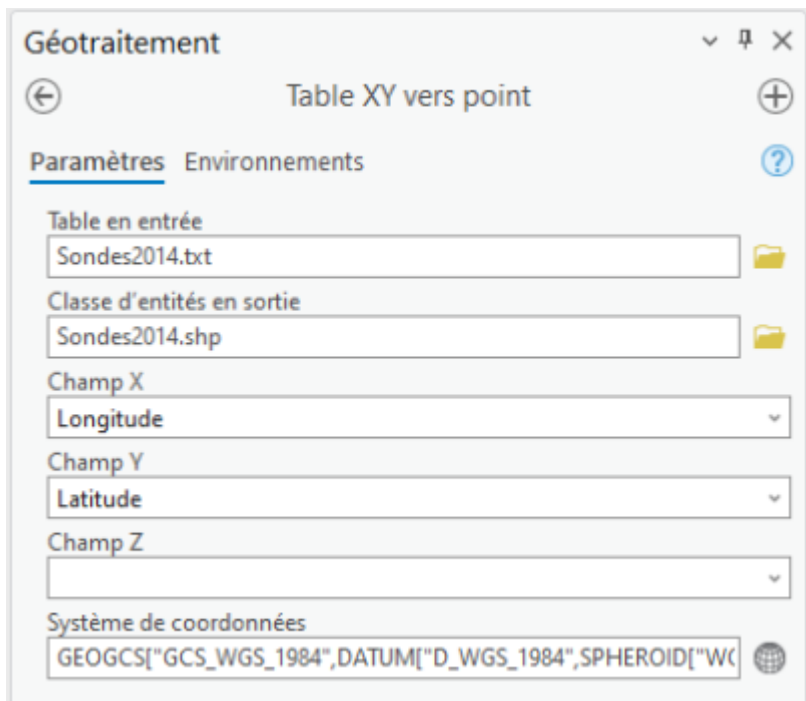 Géotraitement
Table XY vers point
Paramètres Environnements
Table en entrée
Sondes2014.txt
Classe d'entités en sortie
Sondes2014.shp
Champ X
Longitude
Champ Y
Latitude
Champ Z
Système de coordonnées
GEOGCS["GCS_WGS_1984",DATUM["D_WGS_1984",SPHEROID["W